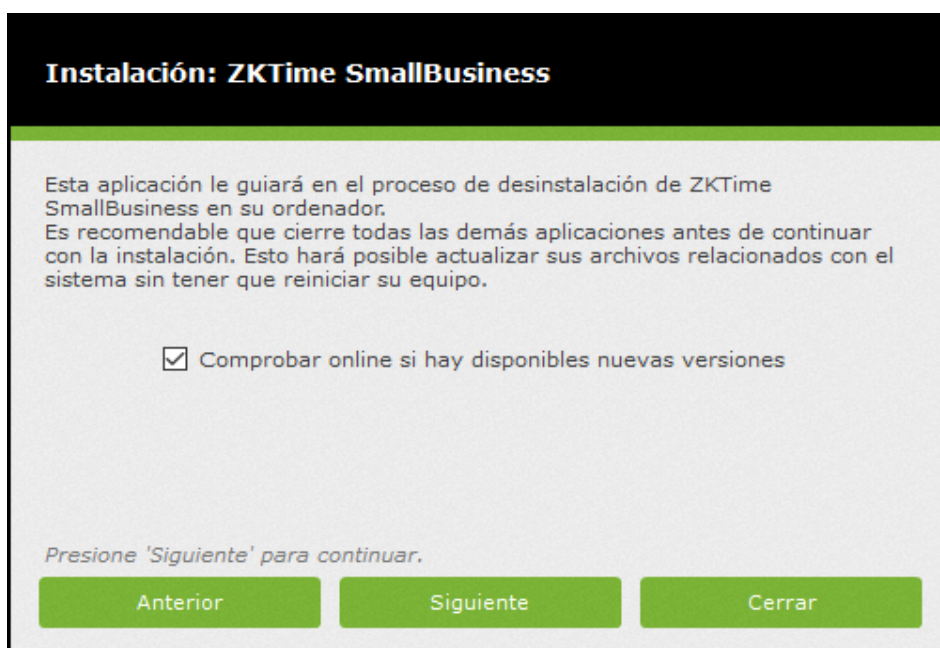 Instalación: ZKTime SmallBusiness
Esta aplicación le guiará en el proceso de desinstalación de ZKTime
SmallBusiness en su ordenador.
Es recomendable que cierre todas las demás aplicaciones antes de continuar
con la instalación. Esto hará posible actualizar sus archivos relacionados con el
sistema sin tener que reiniciar su equipo.
Comprobar online si hay disponibles nuevas versiones
Presione 'Siguiente' para continuar.
Anterior
Siguiente
Cerrar